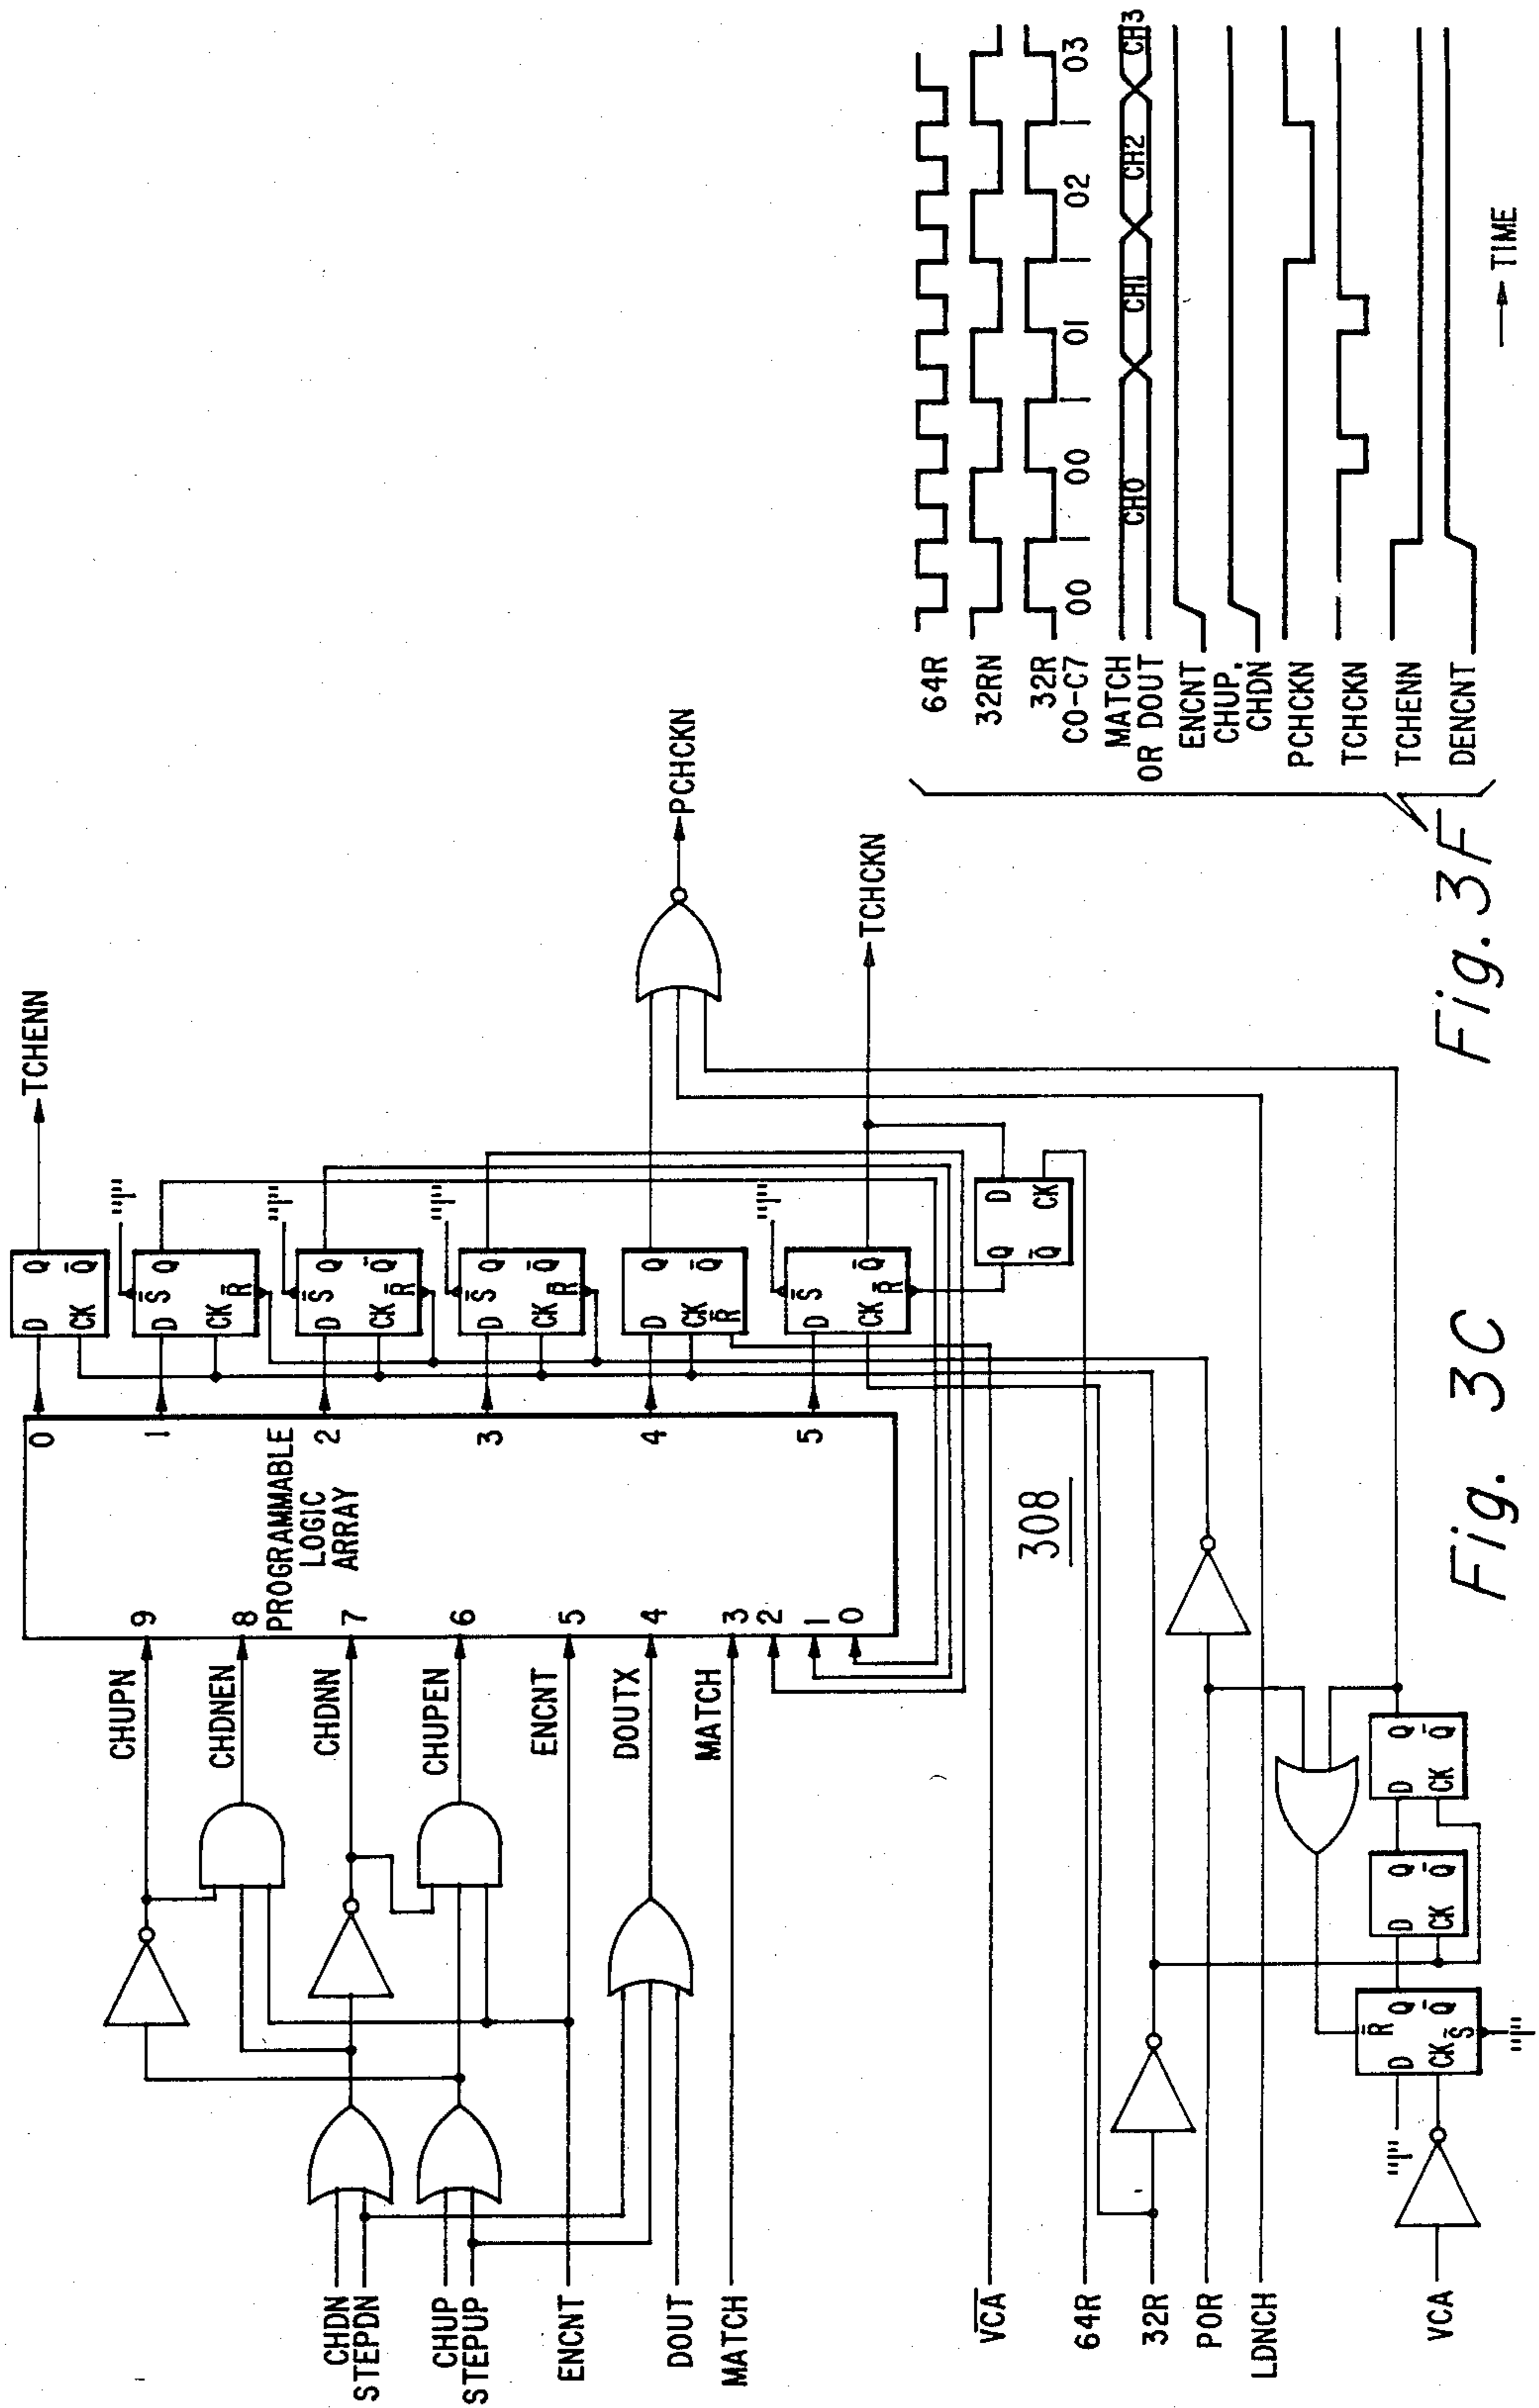 TCHENN
CHUPN
CHDNEN
CHDNN
CHUPEN
ENCNT
DOUTX
MATCH
9
8
7
6
5
4
3
2
1
0
PROGRAMMABLE
LOGIC
ARRAY
0
1
2
3
4
5
D Q
CK Q̄
"1"
S̄
D Q
CK R̄
"1"
S̄
D Q
Q̄
CK R̄
"1"
S̄
D Q
Q̄
CK R̄
D Q
CK Q̄
R̄
"1"
S̄
D
CK Q̄
R̄
Q D
Q̄ CK
PCHCKN
TCHCKN
CHDN
STEPDN
CHUP
STEPUP
ENCNT
DOUT
MATCH
V̅C̅A̅
64R
32R
POR
LDNCH
VCA
308
"1"
R̄
D Q
CK Q̄
S̄
"1"
D Q
CK Q̄
D Q
CK Q̄
Fig. 3C
64R
32RN
32R
C0-C7
00 | 00 | 01 | 02 | 03
MATCH
OR DOUT
CH0 CH1 CH2 CH3
ENCNT
CHUP,
CHDN
PCHCKN
TCHCKN
TCHENN
DENCNT
TIME
Fig. 3F